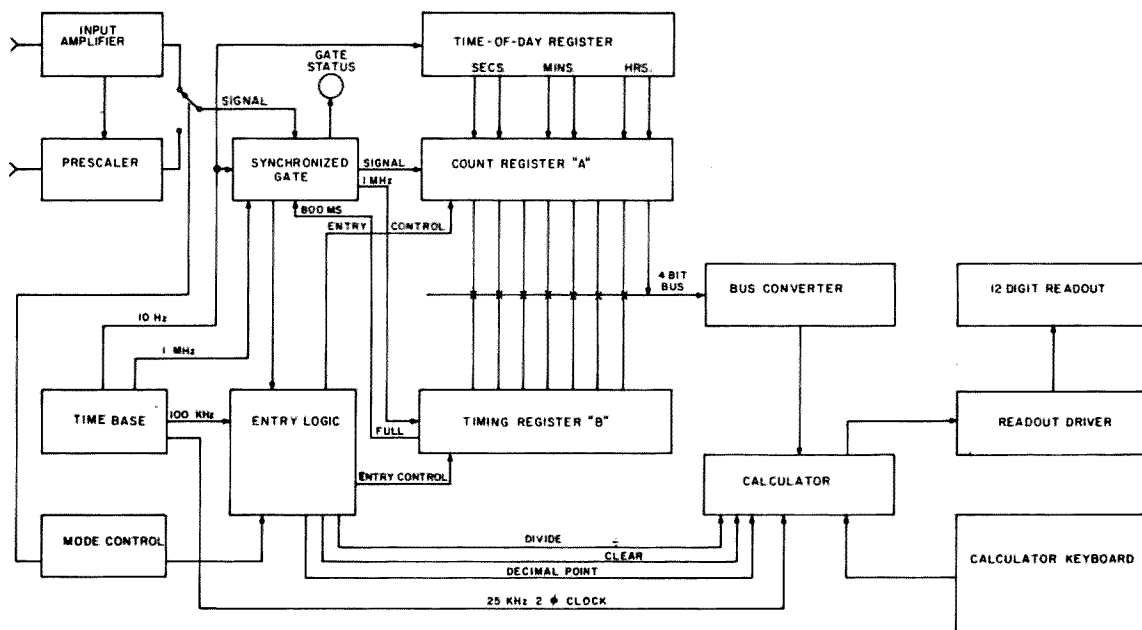 INPUT
AMPLIFIER
GATE
STATUS
TIME-OF-DAY REGISTER
SECS. MINS. HRS.
SIGNAL
PRESCALER
SYNCHRONIZED
GATE
SIGNAL
1 MHz
COUNT REGISTER "A"
800 MS
ENTRY CONTROL
4 BIT
BUS
BUS CONVERTER
12 DIGIT READOUT
10 Hz
1 MHz
TIME BASE
100 KHz
ENTRY LOGIC
FULL
TIMING REGISTER "B"
READOUT DRIVER
ENTRY CONTROL
CALCULATOR
MODE CONTROL
DIVIDE ÷
CLEAR
DECIMAL POINT
CALCULATOR KEYBOARD
25 KHz 2 ϕ CLOCK